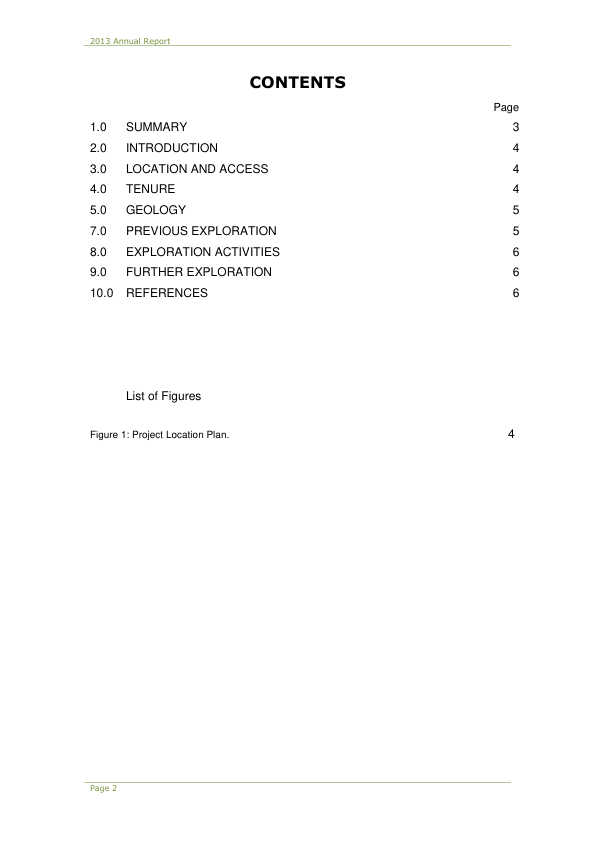 2013 Annual Report
CONTENTS
Page
1.0 SUMMARY 3
2.0 INTRODUCTION 4
3.0 LOCATION AND ACCESS 4
4.0 TENURE 4
5.0 GEOLOGY 5
7.0 PREVIOUS EXPLORATION 5
8.0 EXPLORATION ACTIVITIES 6
9.0 FURTHER EXPLORATION 6
10.0 REFERENCES 6
List of Figures
Figure 1: Project Location Plan. 4
Page 2